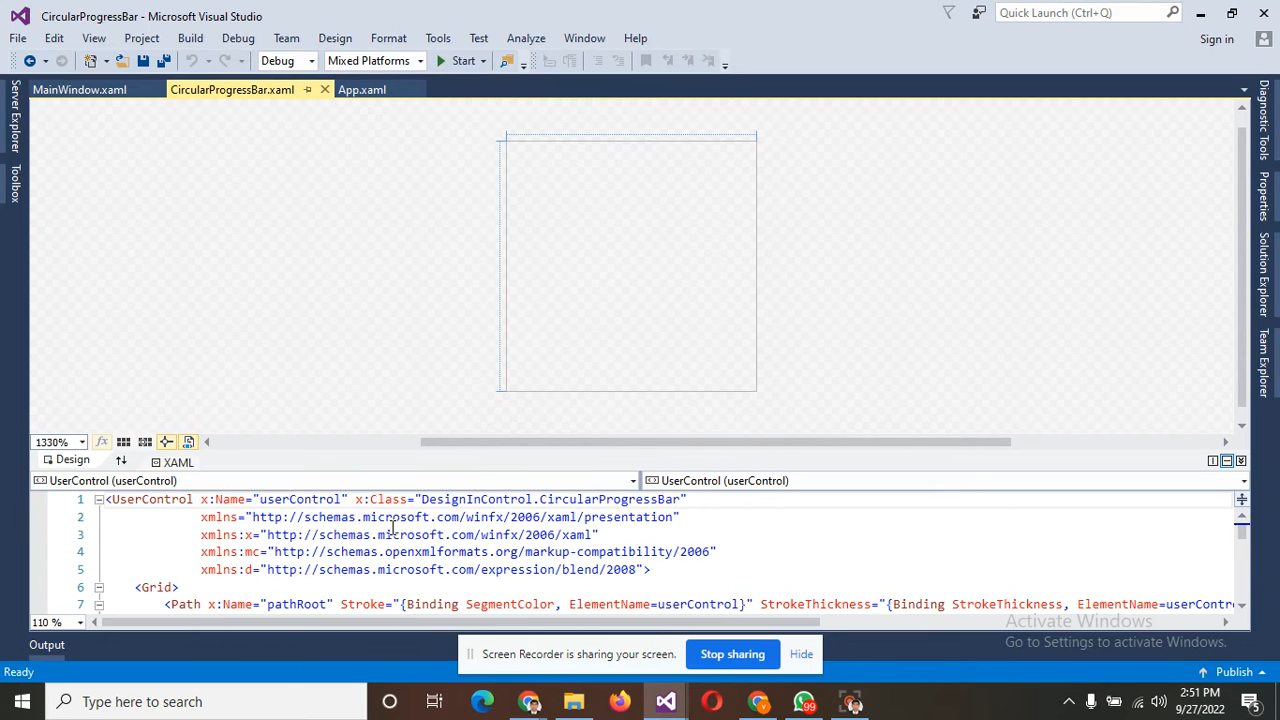 CircularProgressBar - Microsoft Visual Studio
Quick Launch (Ctrl+Q)
File Edit View Project Build Debug Team Design Format Tools Test Analyze Window Help
Sign in
Debug Mixed Platforms Start
MainWindow.xaml CircularProgressBar.xaml App.xaml
Server Explorer
Toolbox
Diagnostic Tools
Properties
Solution Explorer
Team Explorer
1330% fx
Design XAML
UserControl (userControl) UserControl (userControl)
1 <UserControl x:Name="userControl" x:Class="DesignInControl.CircularProgressBar"
2 xmlns="http://schemas.microsoft.com/winfx/2006/xaml/presentation"
3 xmlns:x="http://schemas.microsoft.com/winfx/2006/xaml"
4 xmlns:mc="http://schemas.openxmlformats.org/markup-compatibility/2006"
5 xmlns:d="http://schemas.microsoft.com/expression/blend/2008">
6 <Grid>
7 <Path x:Name="pathRoot" Stroke="{Binding SegmentColor, ElementName=userControl}" StrokeThickness="{Binding StrokeThickness, ElementName=userContro
110 %
Activate Windows
Go to Settings to activate Windows.
Output
Screen Recorder is sharing your screen. Stop sharing Hide
Ready
Publish
Type here to search
99
2:51 PM
9/27/2022
5